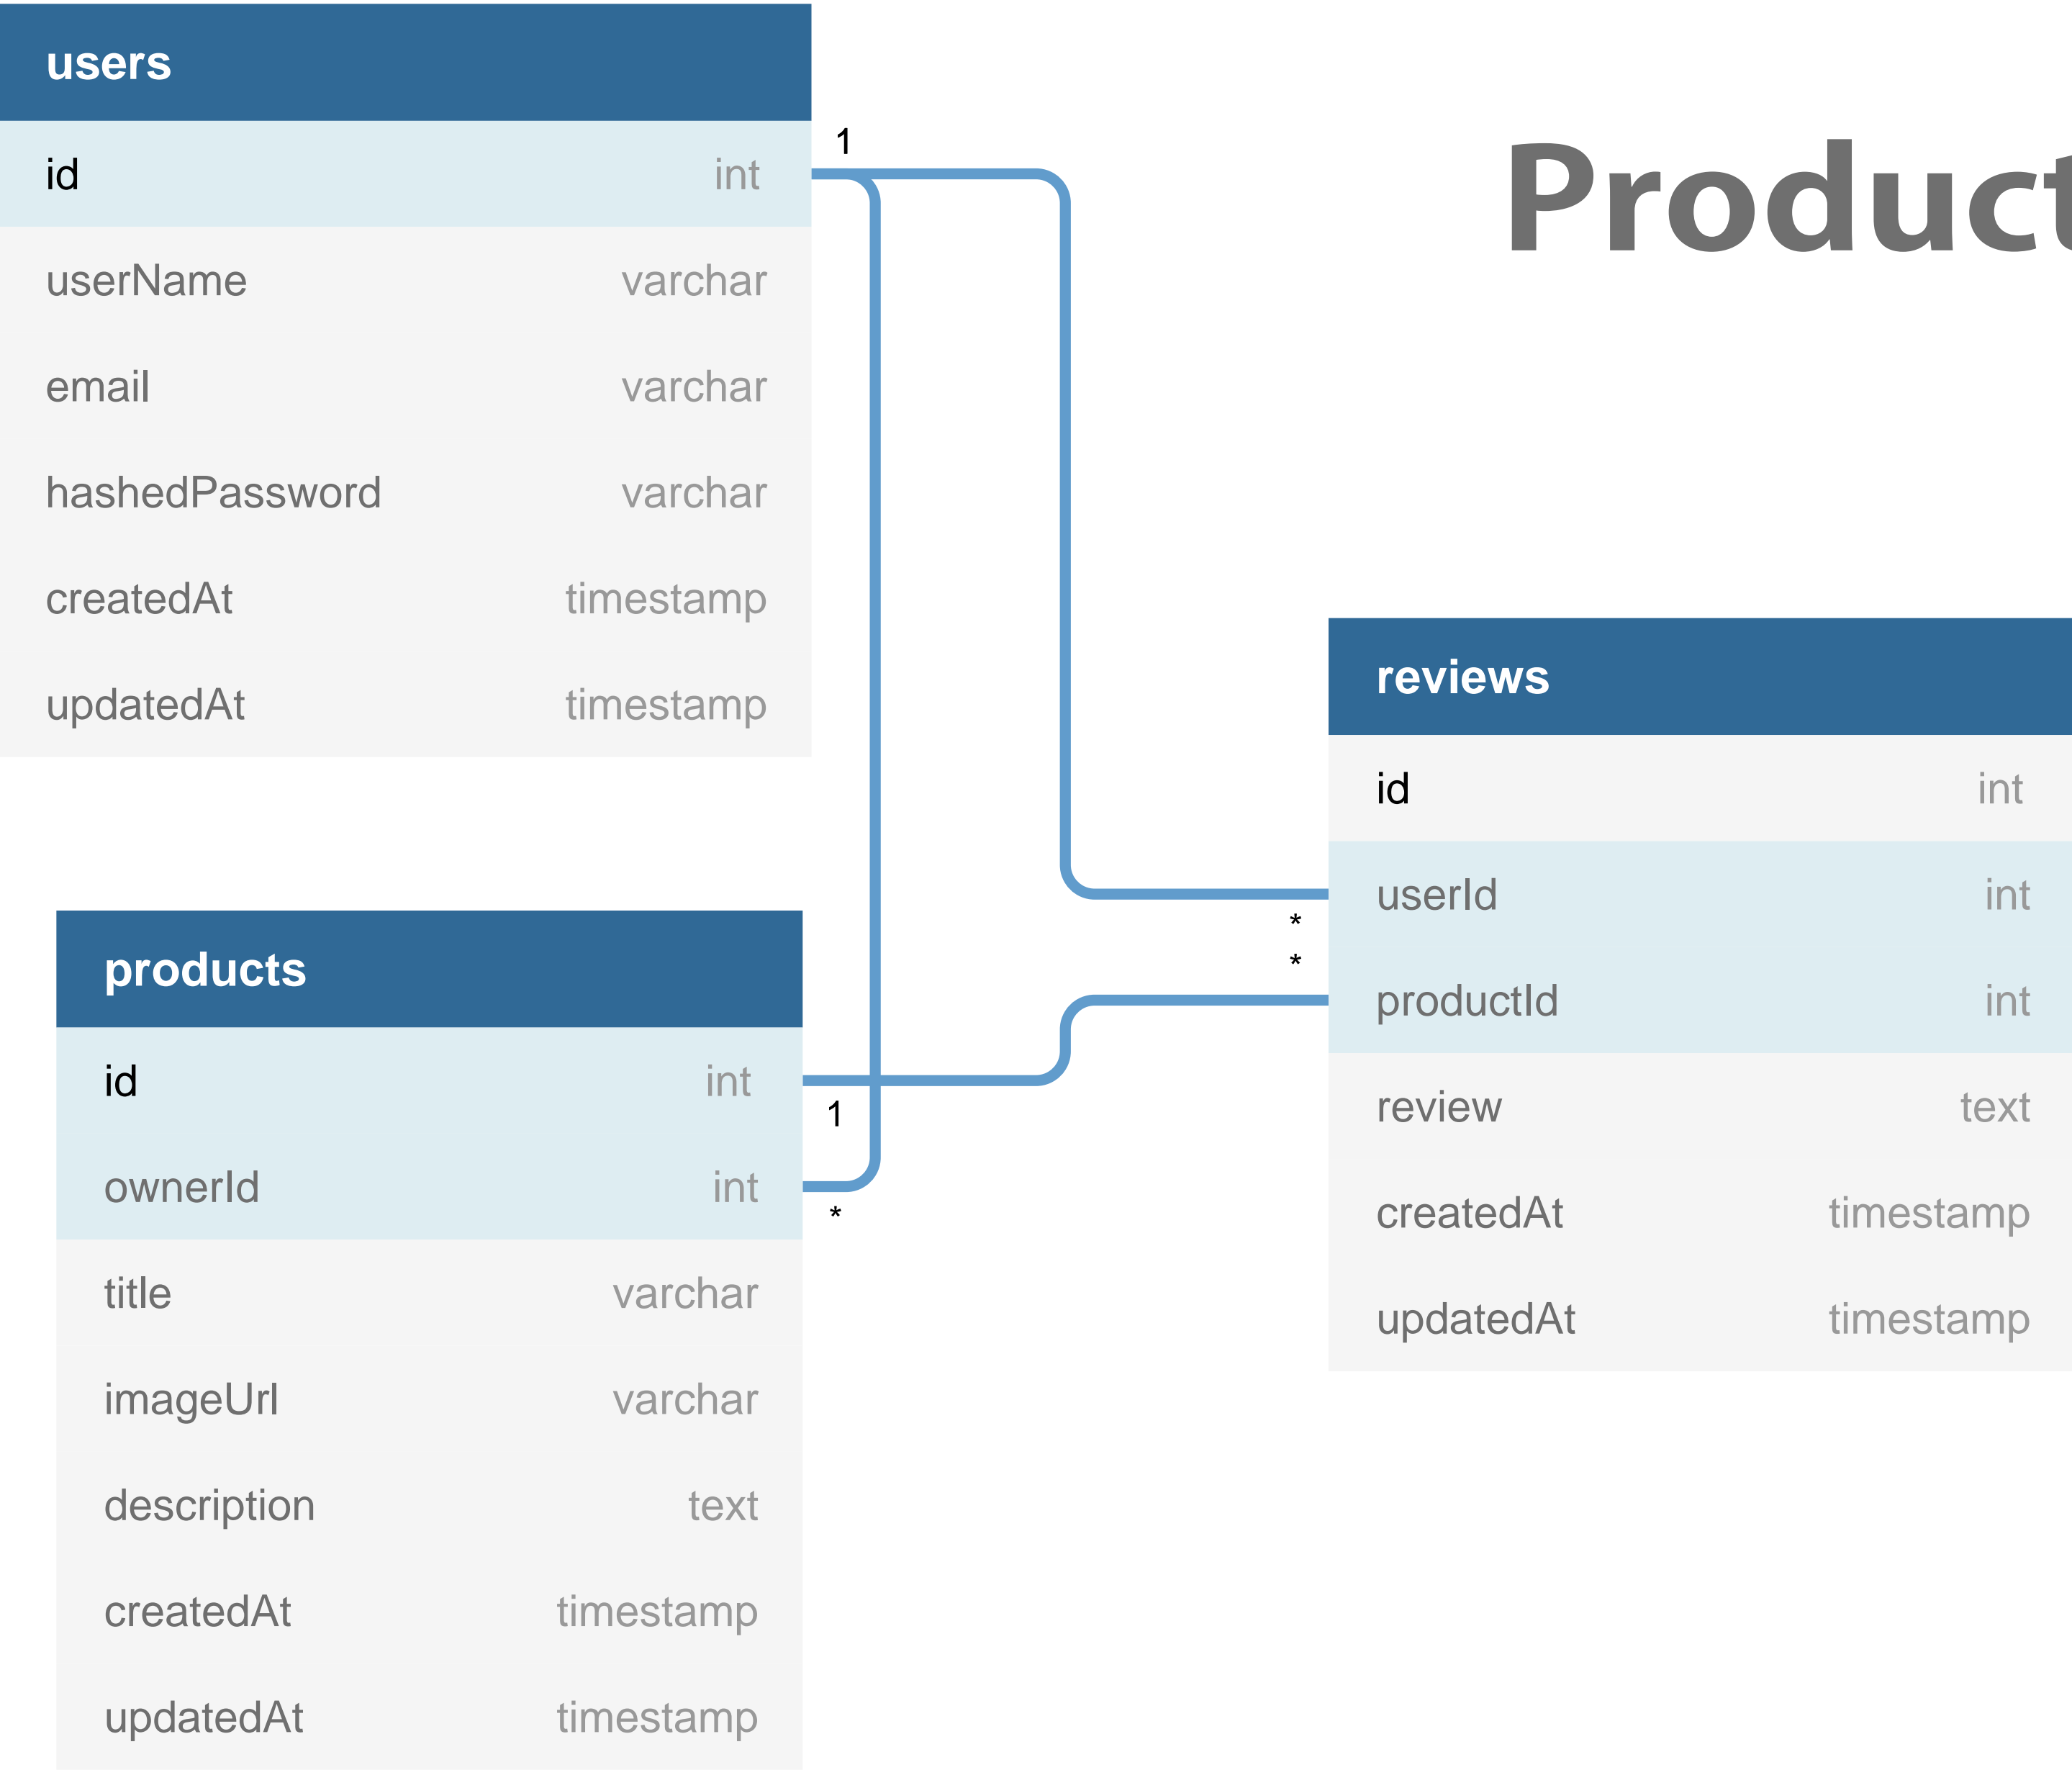 users
id int
userName varchar
email varchar
hashedPassword varchar
createdAt timestamp
updatedAt timestamp
1
Product
reviews
id int
userId int
productId int
review text
createdAt timestamp
updatedAt timestamp
*
*
products
id int
ownerId int
title varchar
imageUrl varchar
description text
createdAt timestamp
updatedAt timestamp
1
*